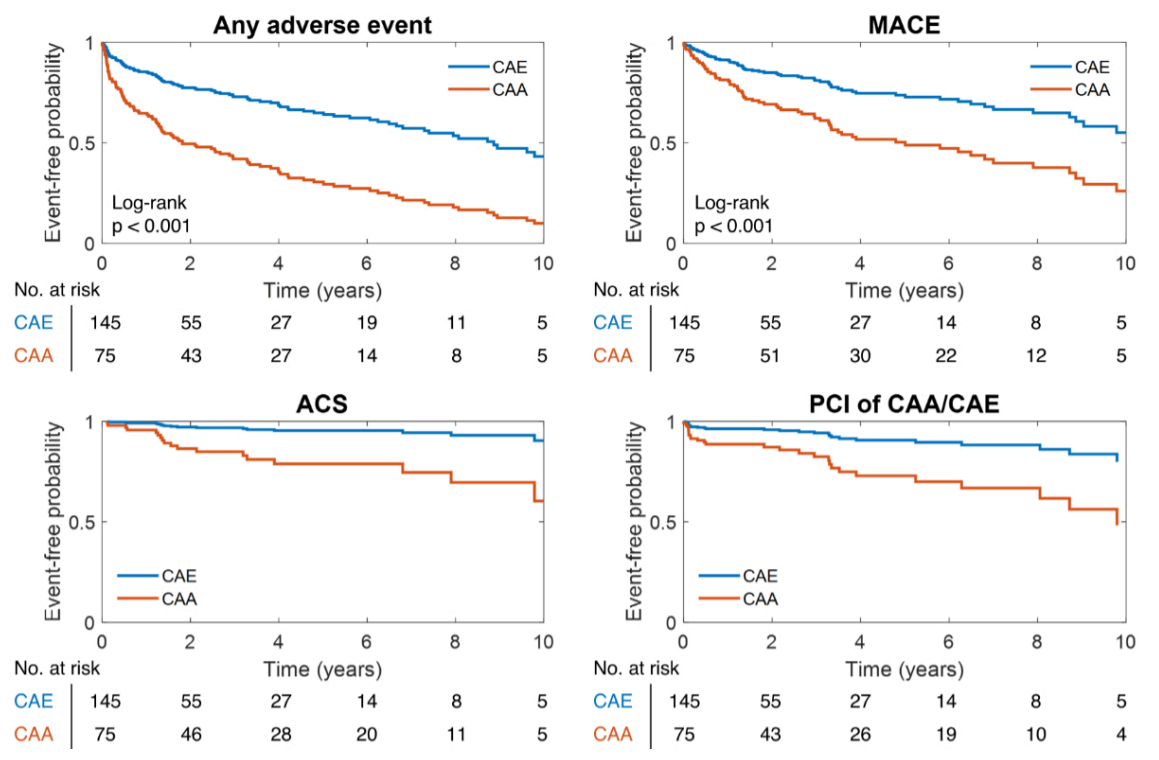 Any adverse event
Event-free probability
1
0.5
0
CAE
CAA
Log-rank
p < 0.001
0 2 4 6 8 10
Time (years)
No. at risk
CAE 145 55 27 19 11 5
CAA 75 43 27 14 8 5
MACE
Event-free probability
1
0.5
0
CAE
CAA
Log-rank
p < 0.001
0 2 4 6 8 10
Time (years)
No. at risk
CAE 145 55 27 14 8 5
CAA 75 51 30 22 12 5
ACS
Event-free probability
1
0.5
0
CAE
CAA
0 2 4 6 8 10
Time (years)
No. at risk
CAE 145 55 27 14 8 5
CAA 75 46 28 20 11 5
PCI of CAA/CAE
Event-free probability
1
0.5
0
CAE
CAA
0 2 4 6 8 10
Time (years)
No. at risk
CAE 145 55 27 14 8 5
CAA 75 43 26 19 10 4